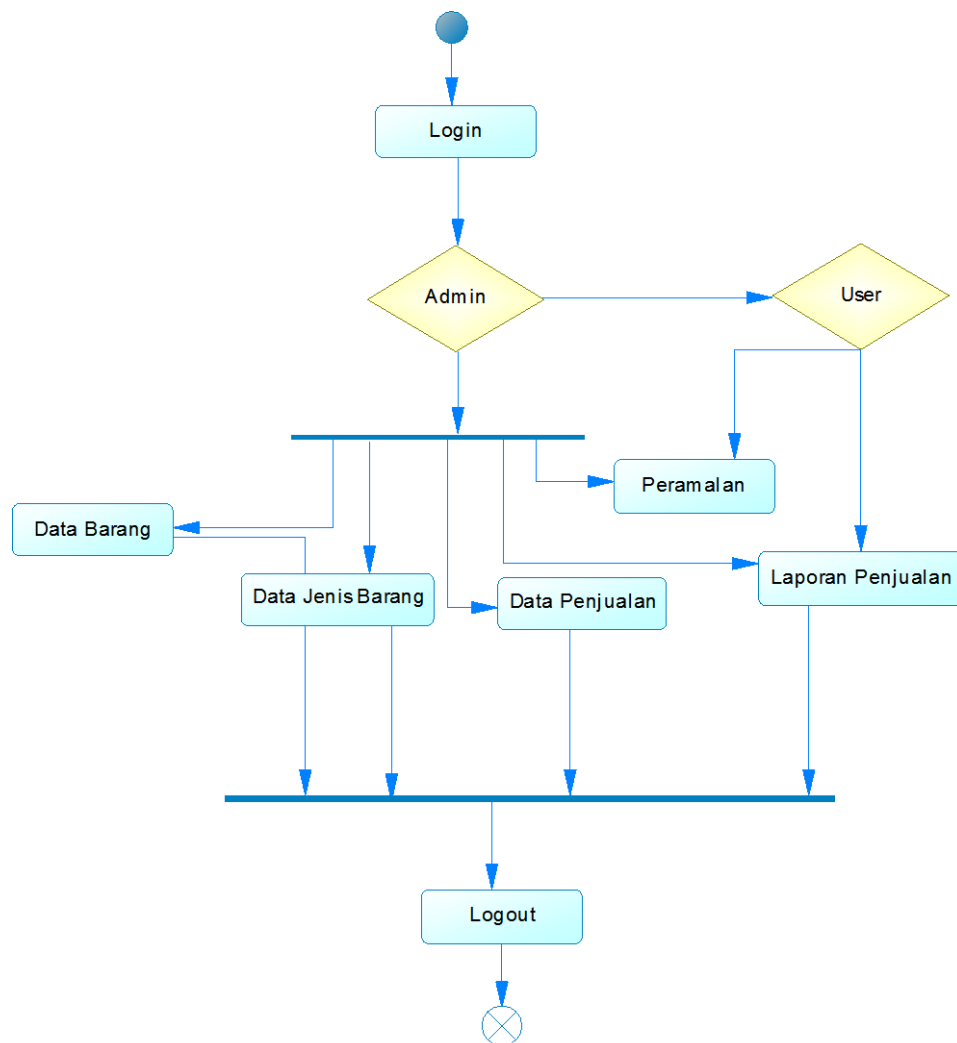 Login
Admin
User
Peramalan
Data Barang
Laporan Penjualan
Data Jenis Barang
Data Penjualan
Logout